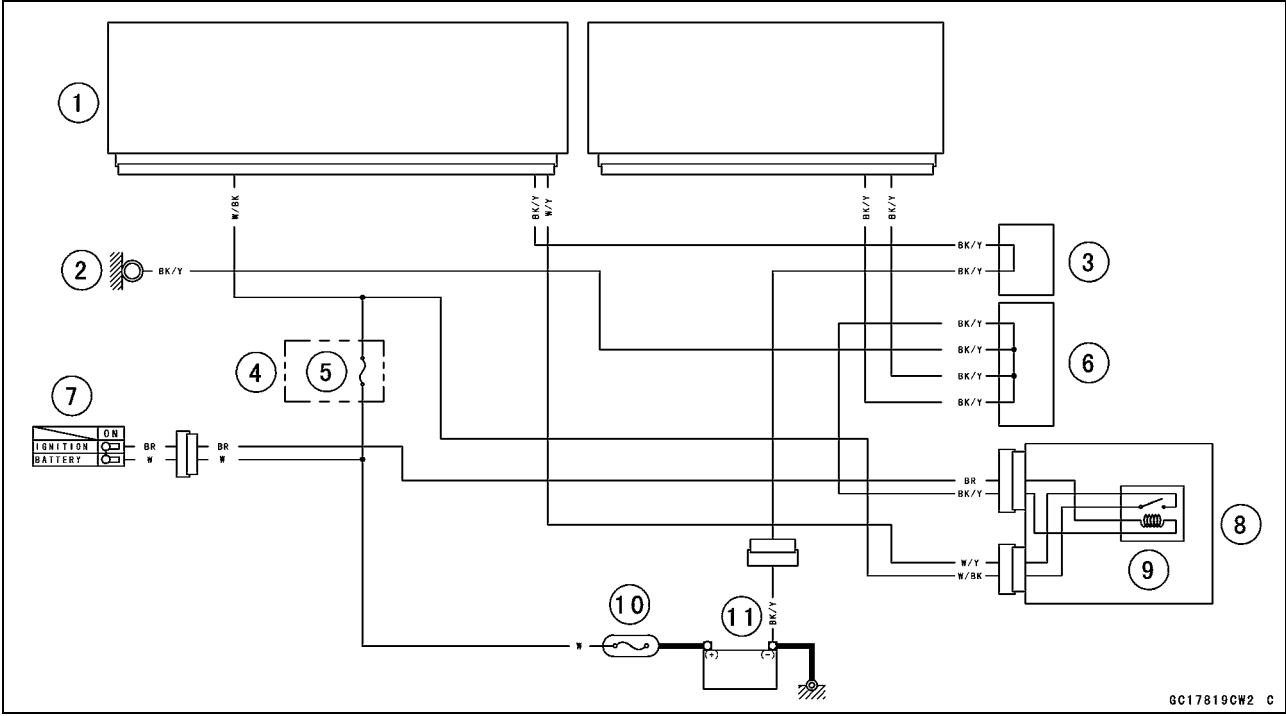 1
W/BK
BK/Y
W/Y
BK/Y
BK/Y
2
BK/Y
BK/Y
BK/Y
3
4
5
BK/Y
BK/Y
BK/Y
BK/Y
6
7
ON
IGNITION
BATTERY
BR
W
BR
W
BR
BK/Y
8
W/Y
W/BK
9
10
11
BK/Y
W
(+)
(-)
GC17819CW2 C